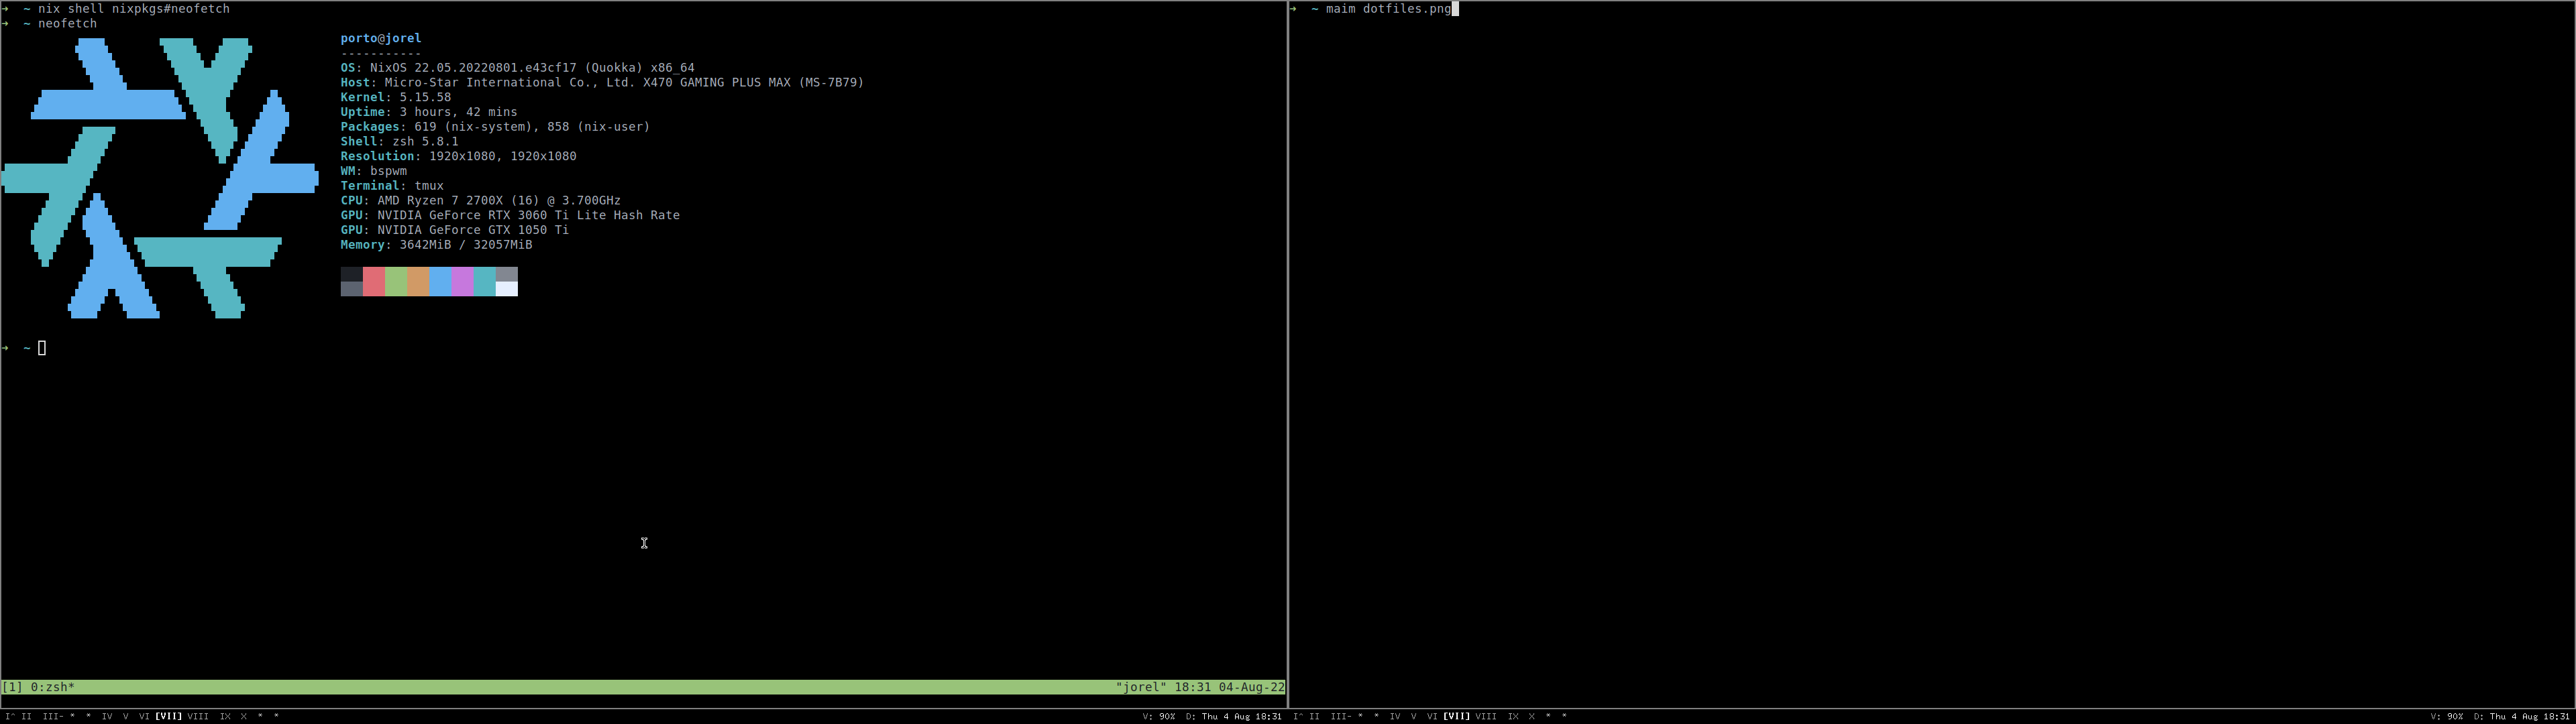 ➜  ~ nix shell nixpkgs#neofetch
➜  ~ neofetch
porto@jorel
-----------
OS: NixOS 22.05.20220801.e43cf17 (Quokka) x86_64
Host: Micro-Star International Co., Ltd. X470 GAMING PLUS MAX (MS-7B79)
Kernel: 5.15.58
Uptime: 3 hours, 42 mins
Packages: 619 (nix-system), 858 (nix-user)
Shell: zsh 5.8.1
Resolution: 1920x1080, 1920x1080
WM: bspwm
Terminal: tmux
CPU: AMD Ryzen 7 2700X (16) @ 3.700GHz
GPU: NVIDIA GeForce RTX 3060 Ti Lite Hash Rate
GPU: NVIDIA GeForce GTX 1050 Ti
Memory: 3642MiB / 32057MiB
➜  ~
[1] 0:zsh* "jorel" 18:31 04-Aug-22
I⁻ II III- * * IV V VI [VII] VIII IX X * * V: 90% D: Thu 4 Aug 18:31
➜  ~ maim dotfiles.png
I⁻ II III- * * IV V VI [VII] VIII IX X * * V: 90% D: Thu 4 Aug 18:31